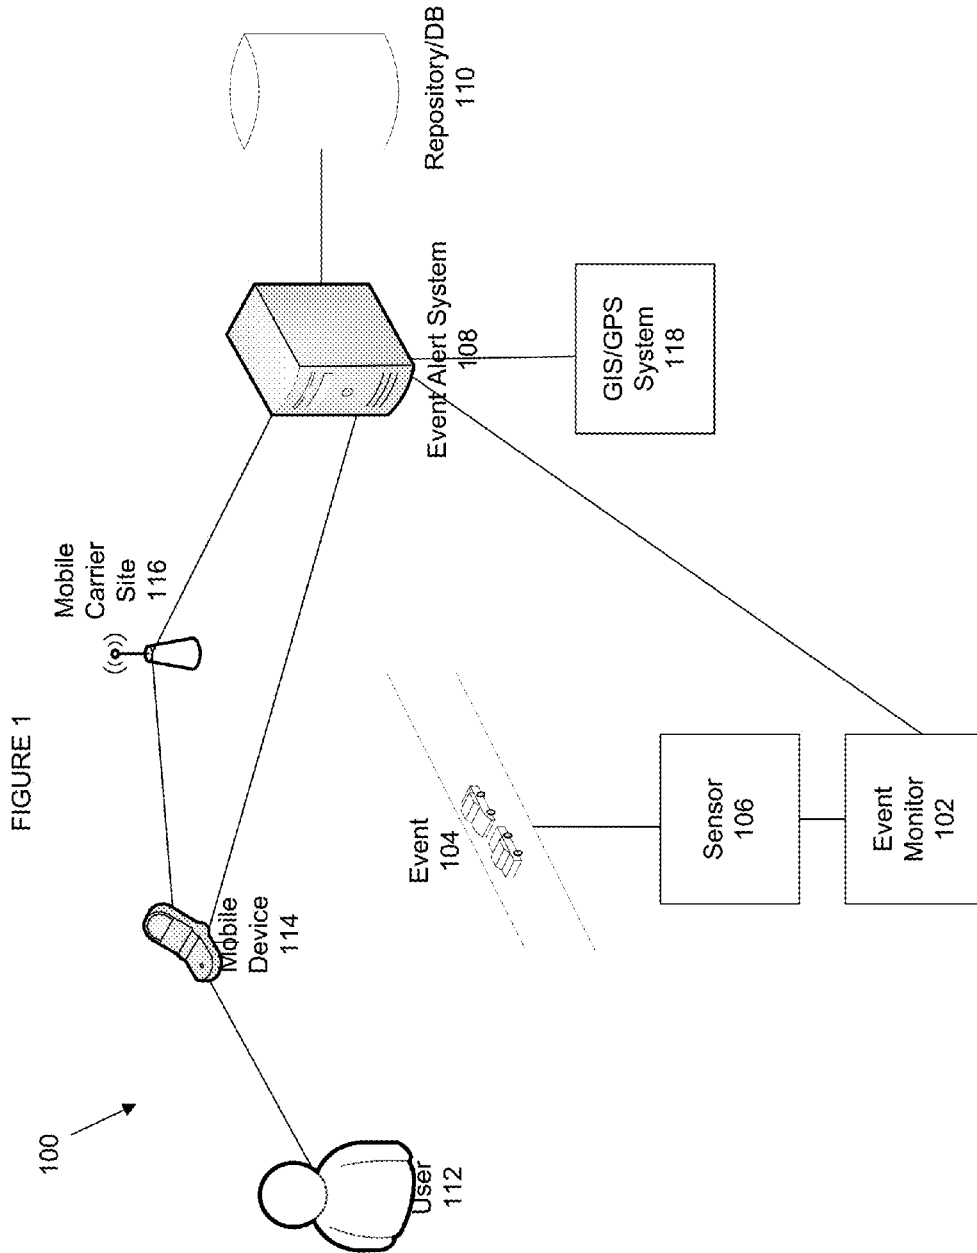 FIGURE 1
100
Mobile
Carrier
Site
116
Repository/DB
110
Mobile
Device
114
Event Alert System
108
User
112
Event
104
GIS/GPS
System
118
Sensor
106
Event
Monitor
102